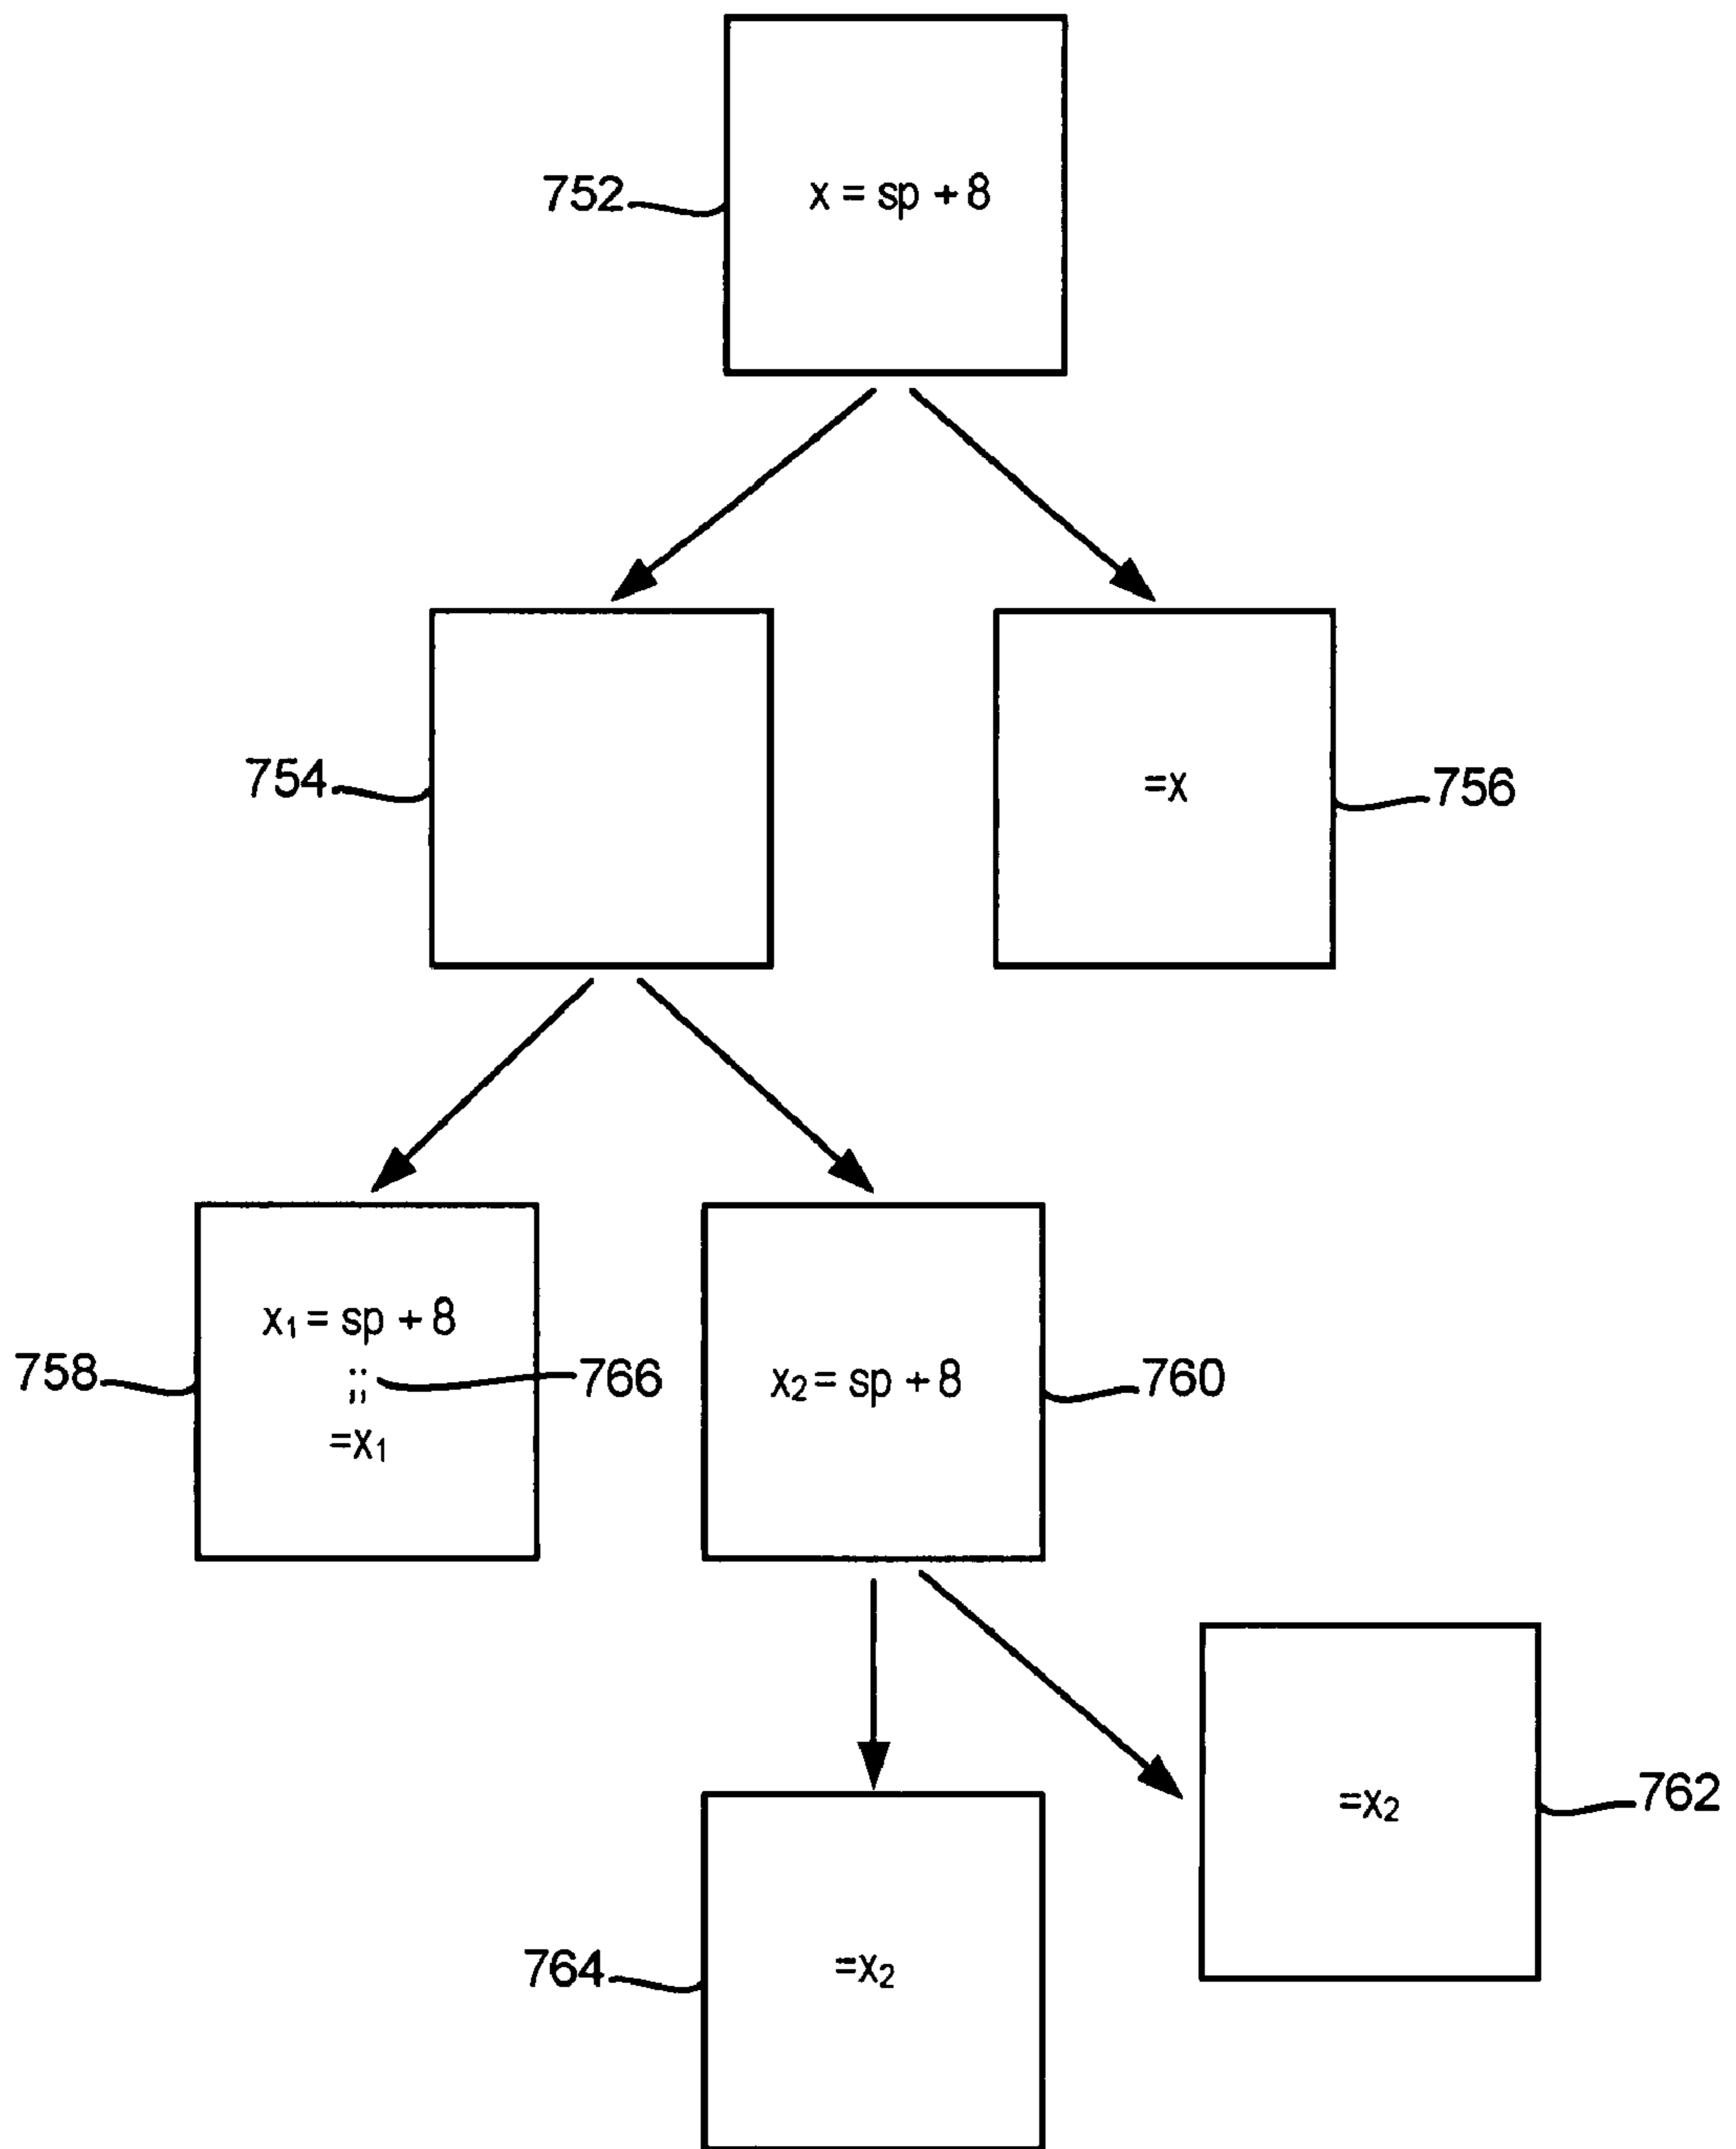 752
x = sp + 8
754
=x
756
758
x₁ = sp + 8
;;
=x₁
766
x₂ = sp + 8
760
=x₂
762
764
=x₂